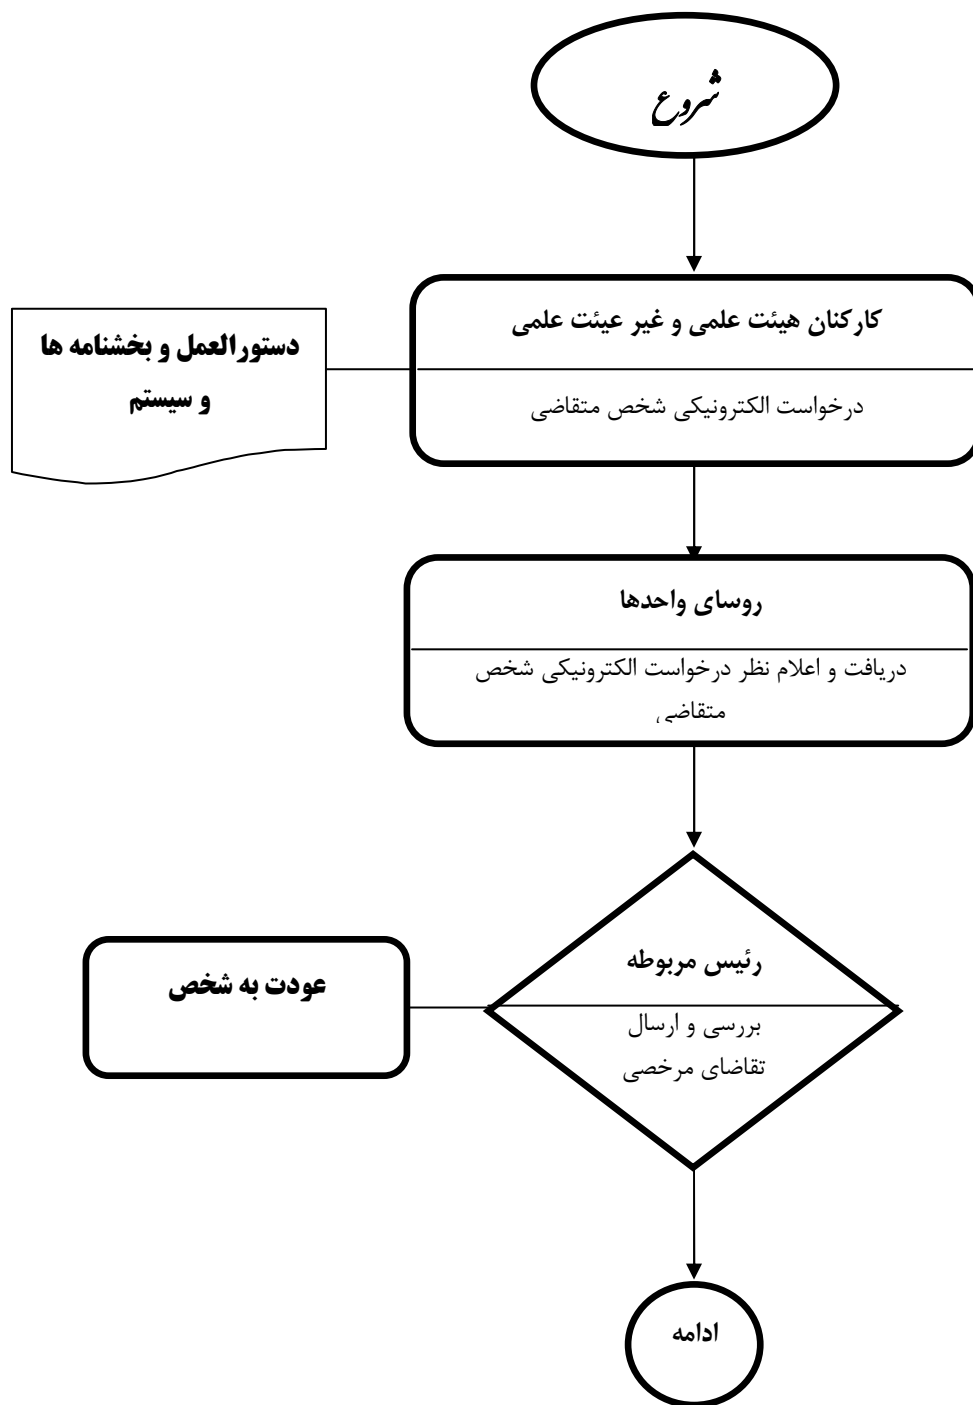 شروع
کارکنان هیئت علمی و غیر عیئت علمی
درخواست الکترونیکی شخص متقاضی
دستورالعمل و بخشنامه ها
و سیستم
روسای واحدها
دریافت و اعلام نظر درخواست الکترونیکی شخص
متقاضی
رئیس مربوطه
بررسی و ارسال
تقاضای مرخصی
عودت به شخص
ادامه